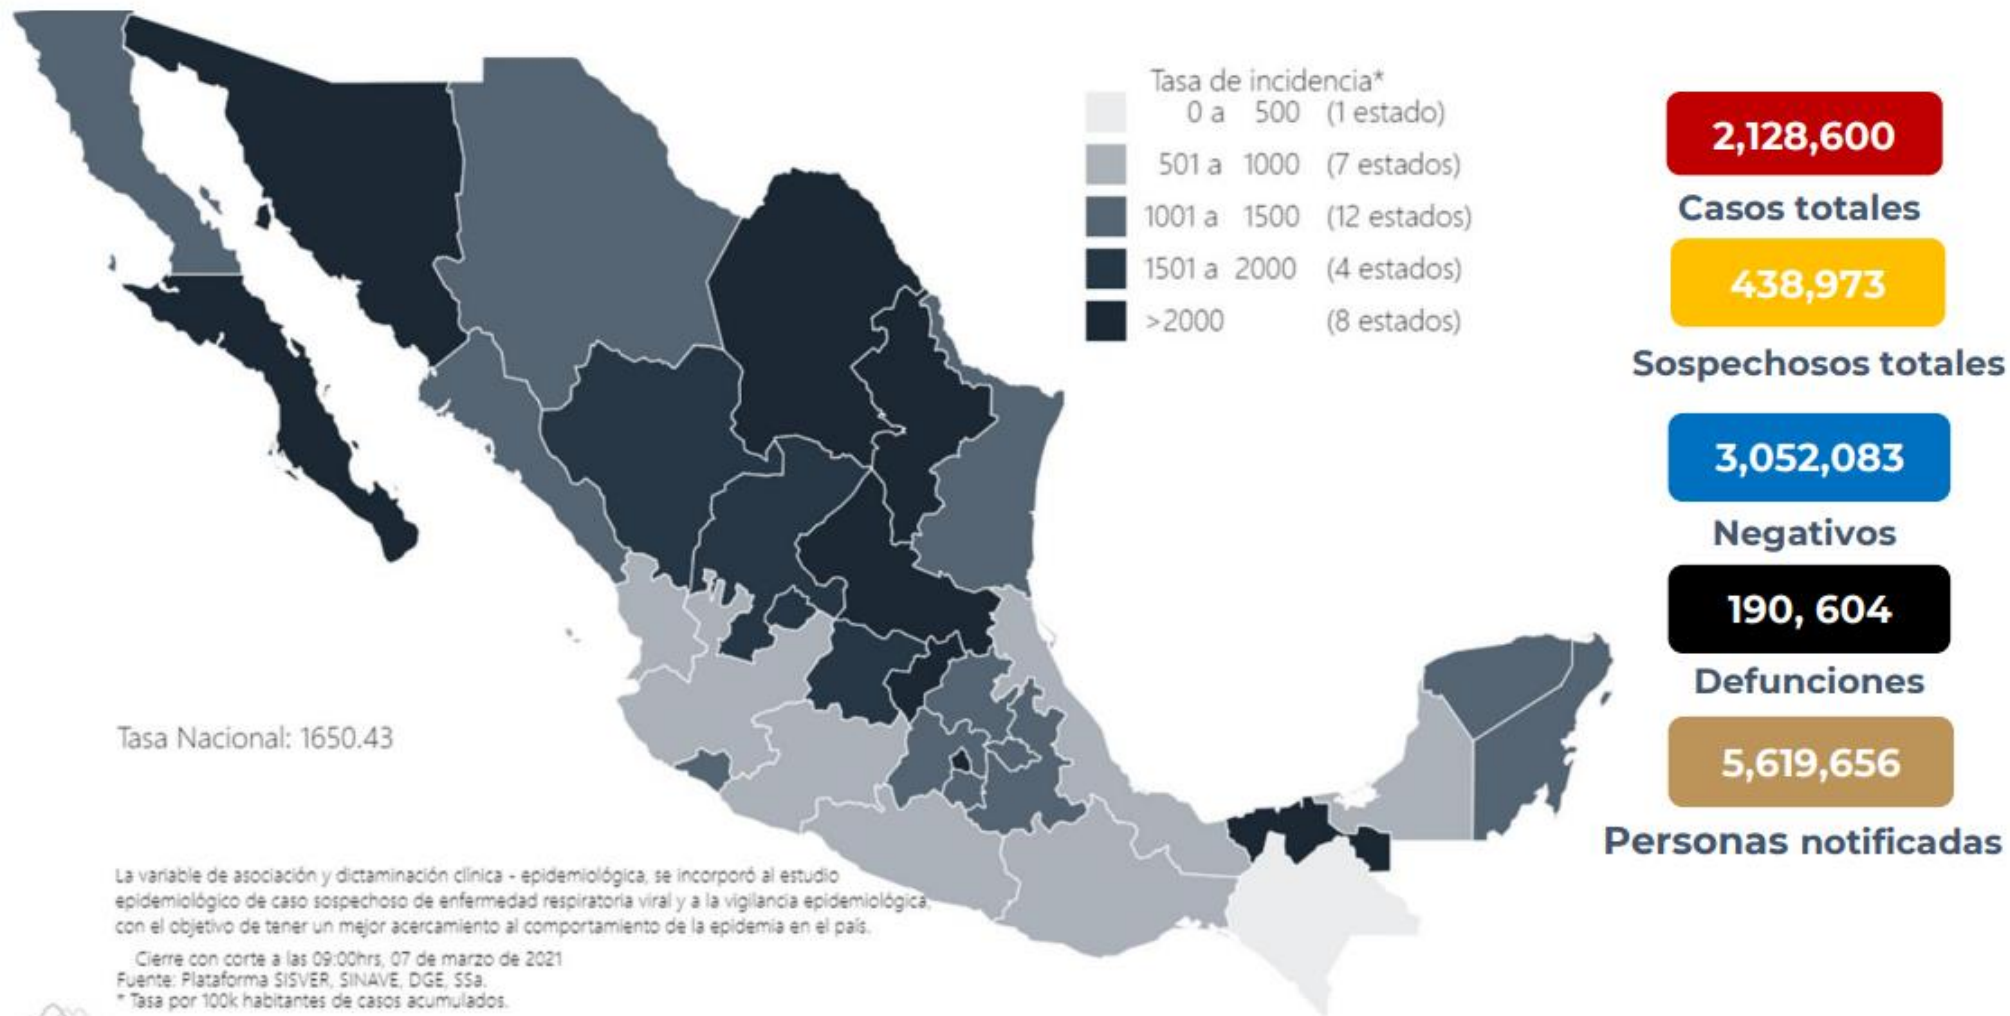 Tasa de incidencia*
0 a 500 (1 estado)
501 a 1000 (7 estados)
1001 a 1500 (12 estados)
1501 a 2000 (4 estados)
>2000 (8 estados)
2,128,600
Casos totales
438,973
Sospechosos totales
3,052,083
Negativos
190, 604
Defunciones
5,619,656
Personas notificadas
Tasa Nacional: 1650.43
La variable de asociación y dictaminación clínica - epidemiológica, se incorporó al estudio
epidemiológico de caso sospechoso de enfermedad respiratoria viral y a la vigilancia epidemiológica,
con el objetivo de tener un mejor acercamiento al comportamiento de la epidemia en el país.
Cierre con corte a las 09:00hrs, 07 de marzo de 2021
Fuente: Plataforma SISVER, SINAVE, DGE, SSa.
* Tasa por 100k habitantes de casos acumulados.